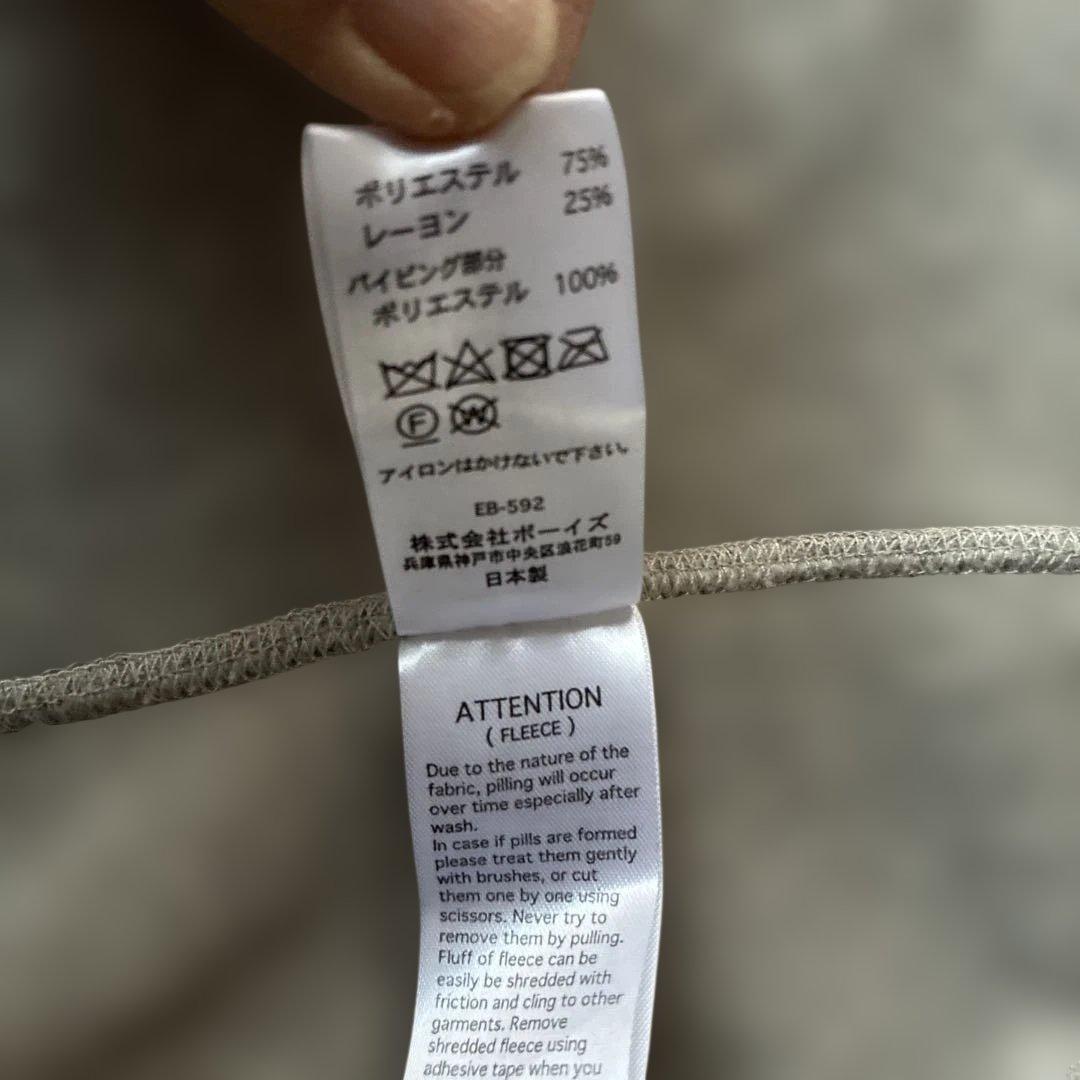 ポリエステル 75%
レーヨン 25%
パイピング部分
ポリエステル 100%
F W
アイロンはかけないで下さい。
EB-592
株式会社ボーイズ
兵庫県神戸市中央区浪花町59
日本製
ATTENTION
( FLEECE )
Due to the nature of the
fabric, pilling will occur
over time especially after
wash.
In case if pills are formed
please treat them gently
with brushes, or cut
them one by one using
scissors. Never try to
remove them by pulling.
Fluff of fleece can be
easily be shredded with
friction and cling to other
garments. Remove
shredded fleece using
adhesive tape when you